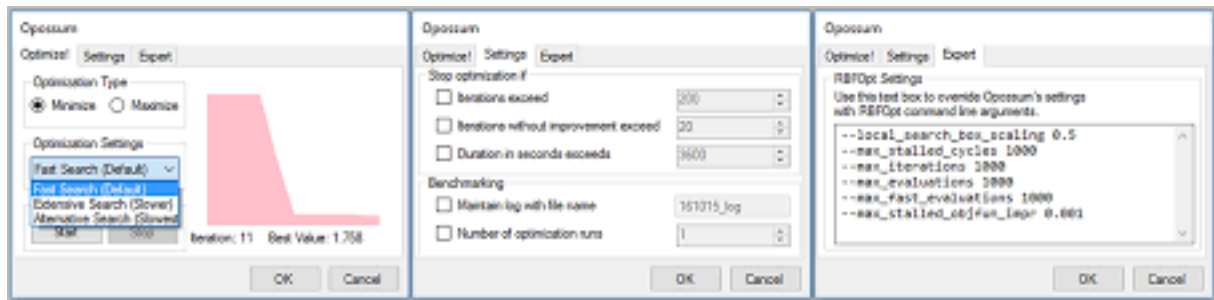 Opossum
Optimize! Settings Expert
Optimization Type
Minimize Maximize
Optimization Settings
Fast Search (Default)
Fast Search (Default)
Extensive Search (Slower)
Alternative Search (Slowest
Start Stop
Iteration: 11 Best Value: 1.758
OK Cancel
Opossum
Optimize! Settings Expert
Stop optimization if
Iterations exceed 200
Iterations without improvement exceed 20
Duration in seconds exceeds 3600
Benchmarking
Maintain log with file name 161015_log
Number of optimization runs 1
OK Cancel
Opossum
Optimize! Settings Expert
RBFOpt Settings
Use this text box to override Opossum's settings
with RBFOpt command line arguments.
--local_search_box_scaling 0.5
--max_stalled_cycles 1000
--max_iterations 1000
--max_evaluations 1000
--max_fast_evaluations 1000
--max_stalled_objfun_impr 0.001
OK Cancel